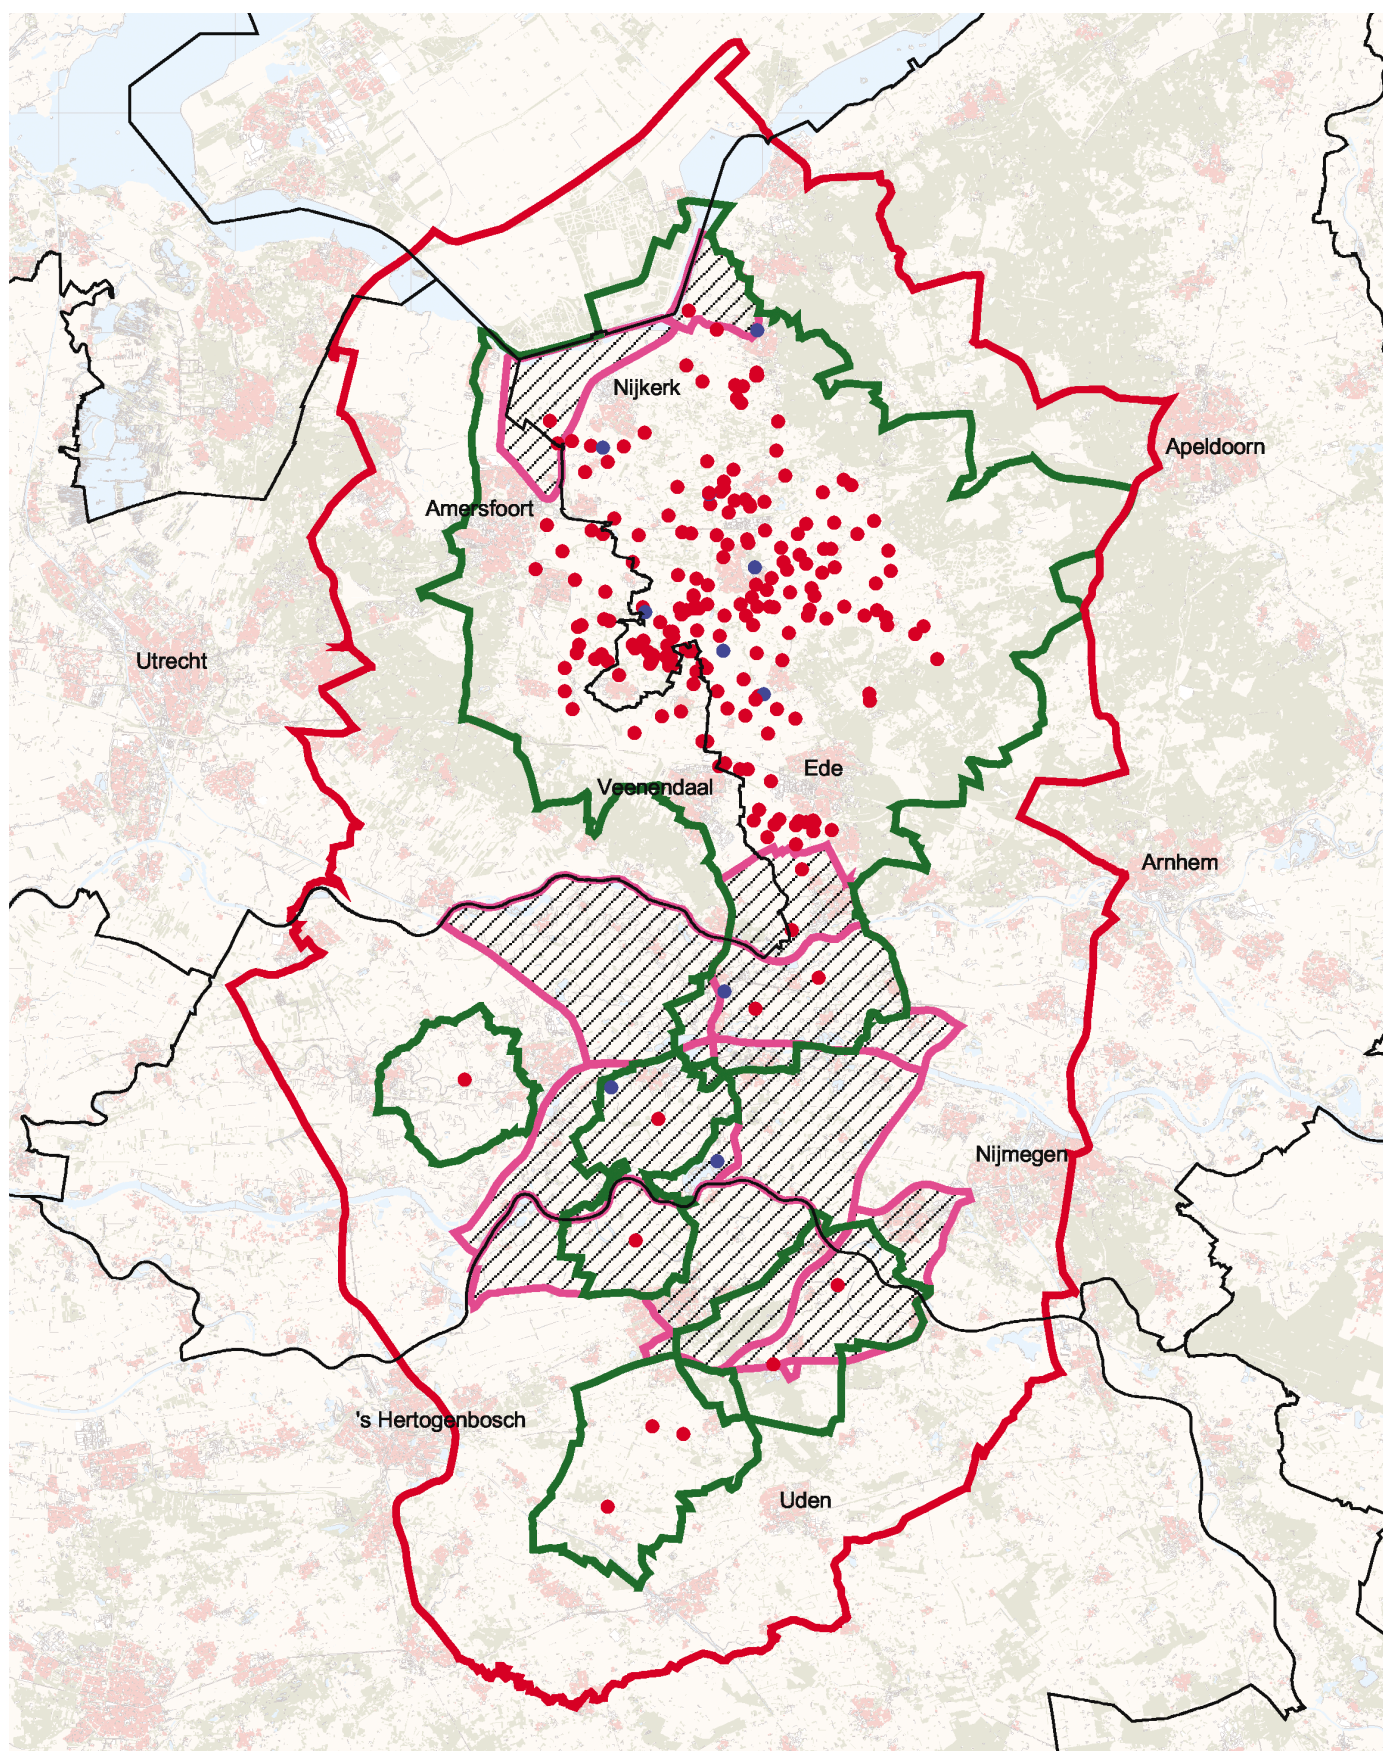 Nijkerk
Apeldoorn
Amersfoort
Utrecht
Ede
Veenendaal
Arnhem
Nijmegen
's Hertogenbosch
Uden